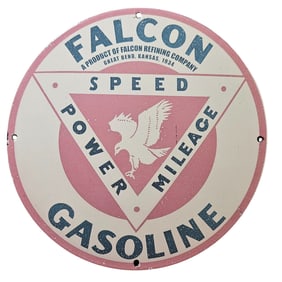 FALCON
A PRODUCT OF FALCON REFINING COMPANY
GREAT BEND, KANSAS, 1934
SPEED
POWER
MILEAGE
GASOLINE